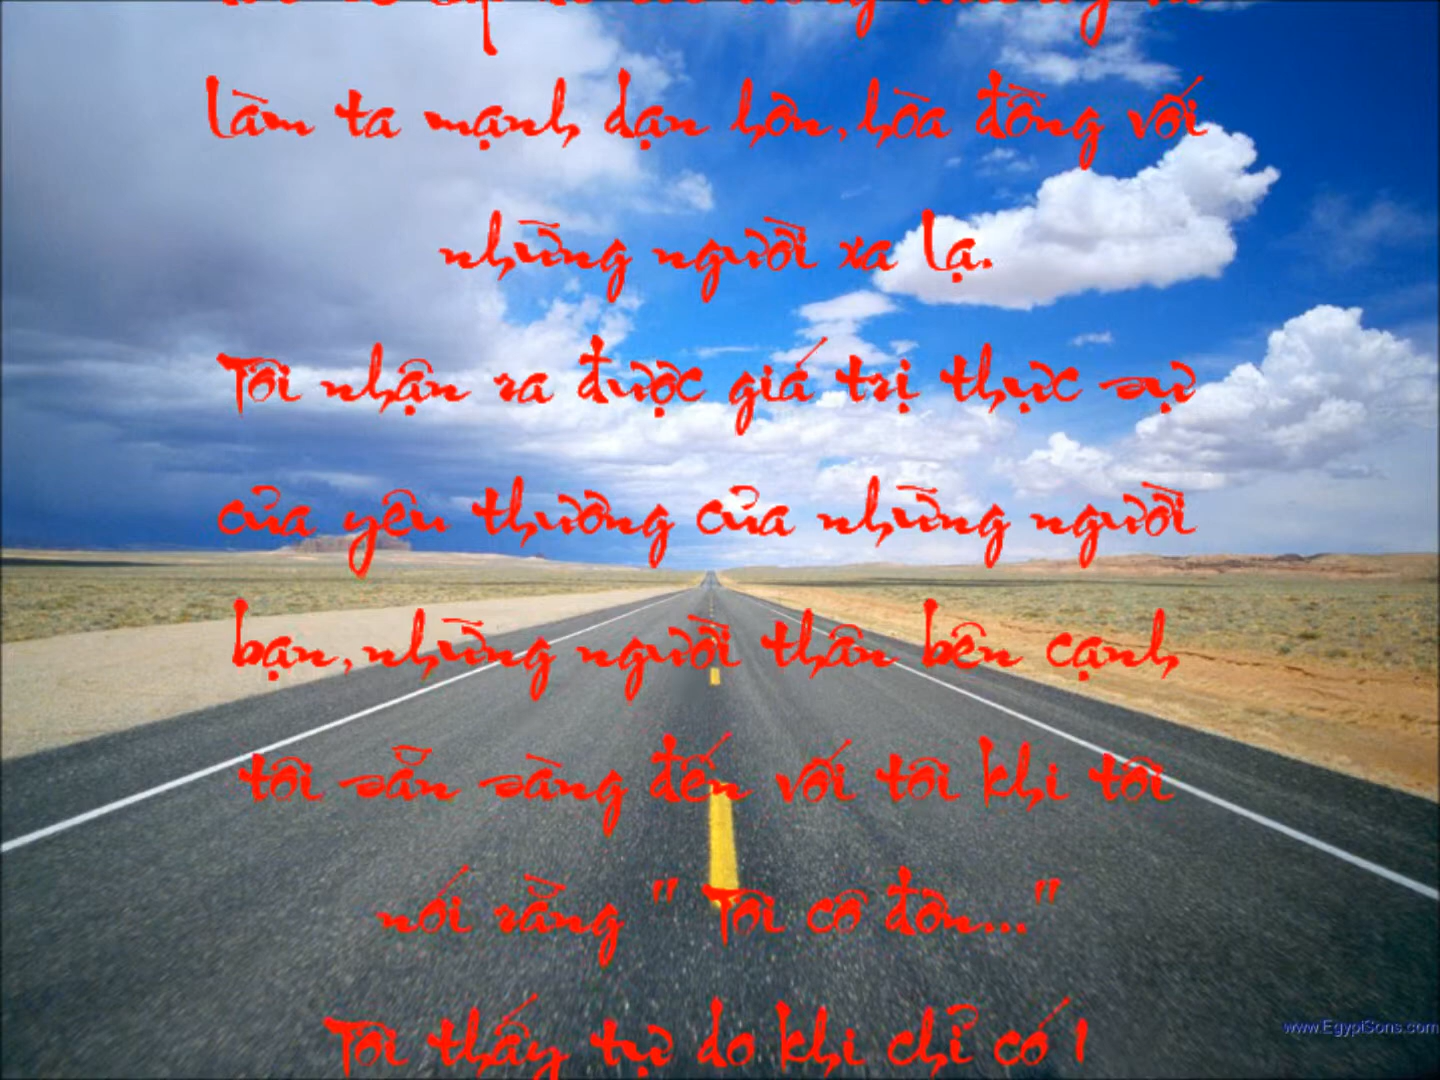 làm ta mạnh dạn hơn,hòa đồng với
những người xa lạ.
Tôi nhận ra được giá trị thực sự
của yêu thương của những người
bạn,những người thân bên cạnh
tôi sẵn sàng đến với tôi khi tôi
nói rằng " Tôi cô đơn..."
Tôi thấy tự do khi chỉ có 1
www.EgyptSons.com